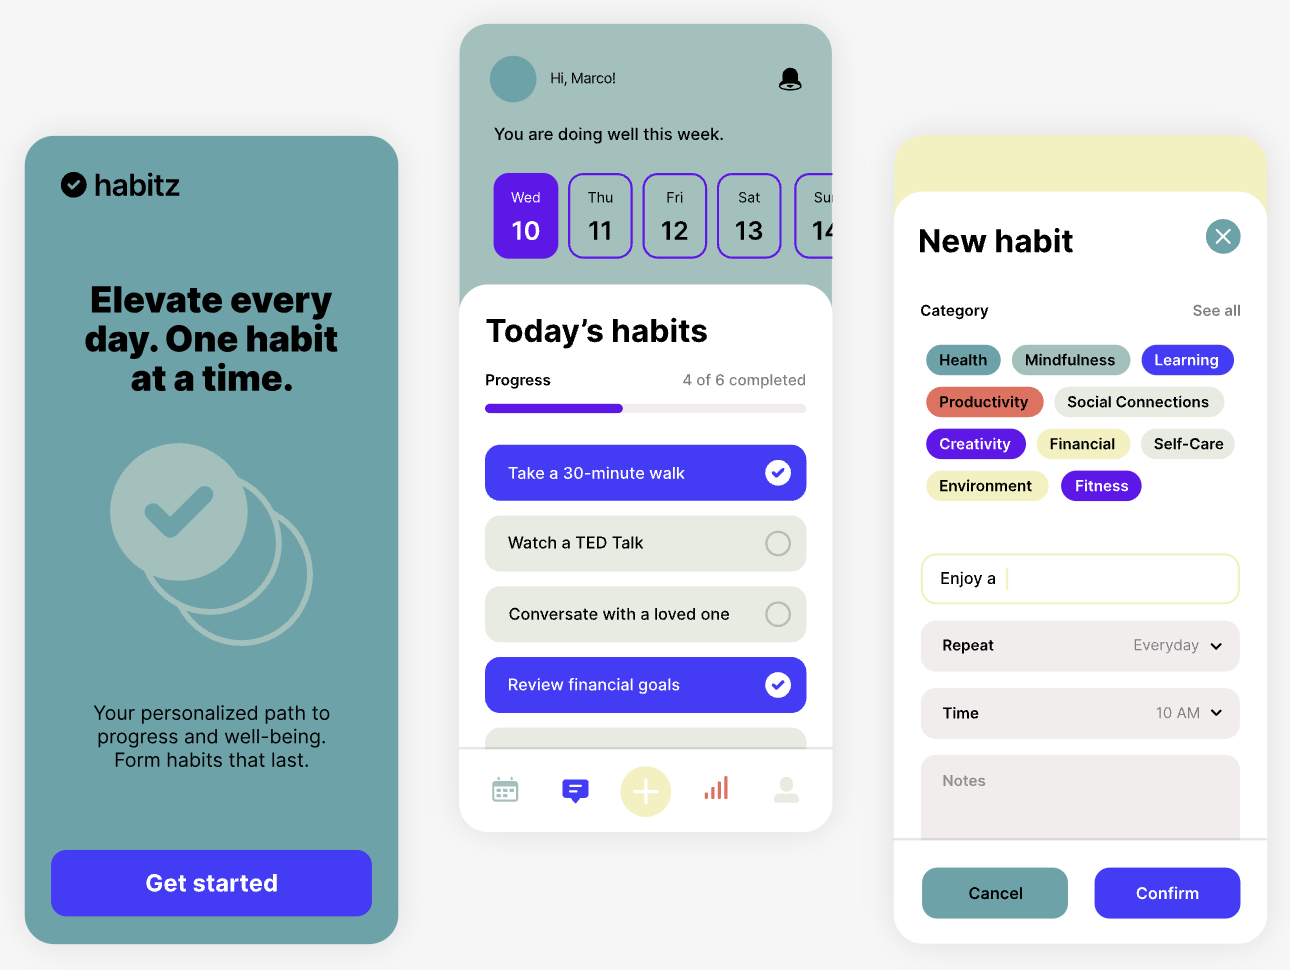 habitz
Elevate every
day. One habit
at a time.
Your personalized path to
progress and well-being.
Form habits that last.
Get started
Hi, Marco!
You are doing well this week.
Wed Thu Fri Sat Su
10 11 12 13 14
Today's habits
Progress 4 of 6 completed
Take a 30-minute walk
Watch a TED Talk
Conversate with a loved one
Review financial goals
New habit
Category See all
Health Mindfulness Learning
Productivity Social Connections
Creativity Financial Self-Care
Environment Fitness
Enjoy a
Repeat Everyday
Time 10 AM
Notes
Cancel Confirm